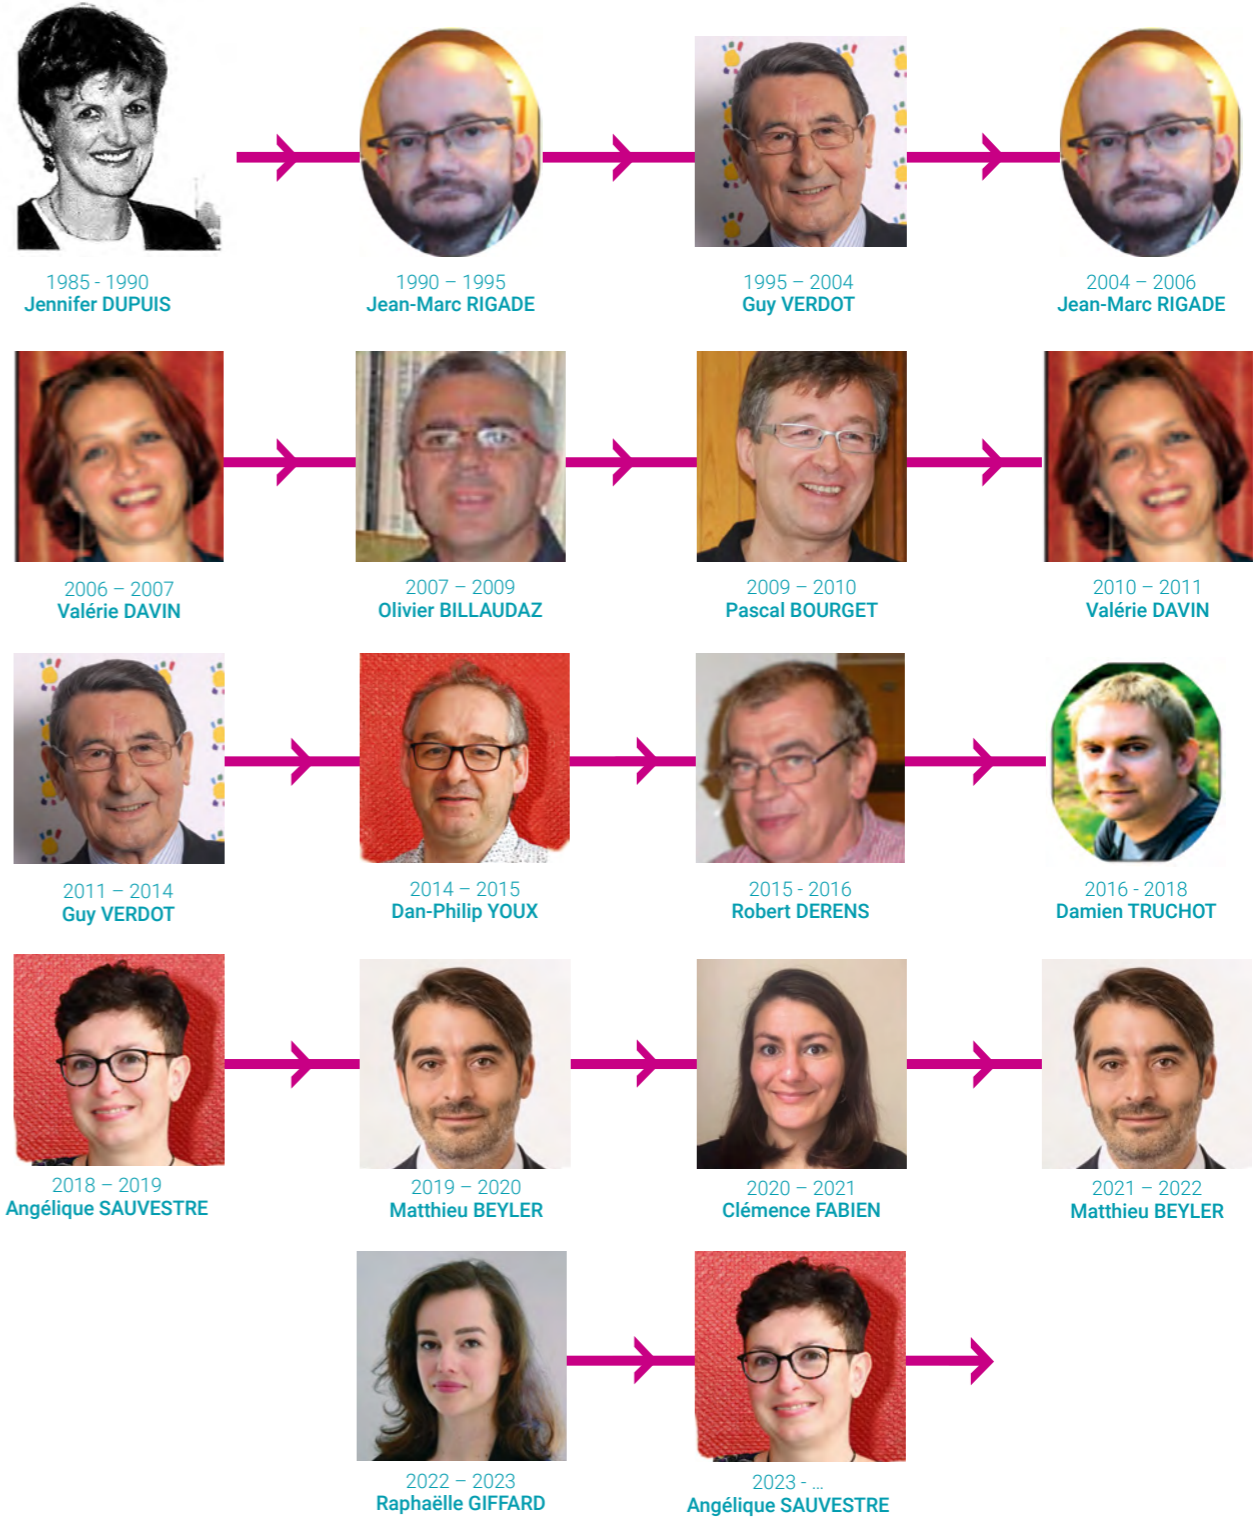 1985 - 1990
Jennifer DUPUIS
1990 – 1995
Jean-Marc RIGADE
1995 – 2004
Guy VERDOT
2004 – 2006
Jean-Marc RIGADE
2006 – 2007
Valérie DAVIN
2007 – 2009
Olivier BILLAUDAZ
2009 – 2010
Pascal BOURGET
2010 – 2011
Valérie DAVIN
2011 – 2014
Guy VERDOT
2014 – 2015
Dan-Philip YOUX
2015 - 2016
Robert DERENS
2016 - 2018
Damien TRUCHOT
2018 – 2019
Angélique SAUVESTRE
2019 – 2020
Matthieu BEYLER
2020 – 2021
Clémence FABIEN
2021 – 2022
Matthieu BEYLER
2022 – 2023
Raphaëlle GIFFARD
2023 - ...
Angélique SAUVESTRE